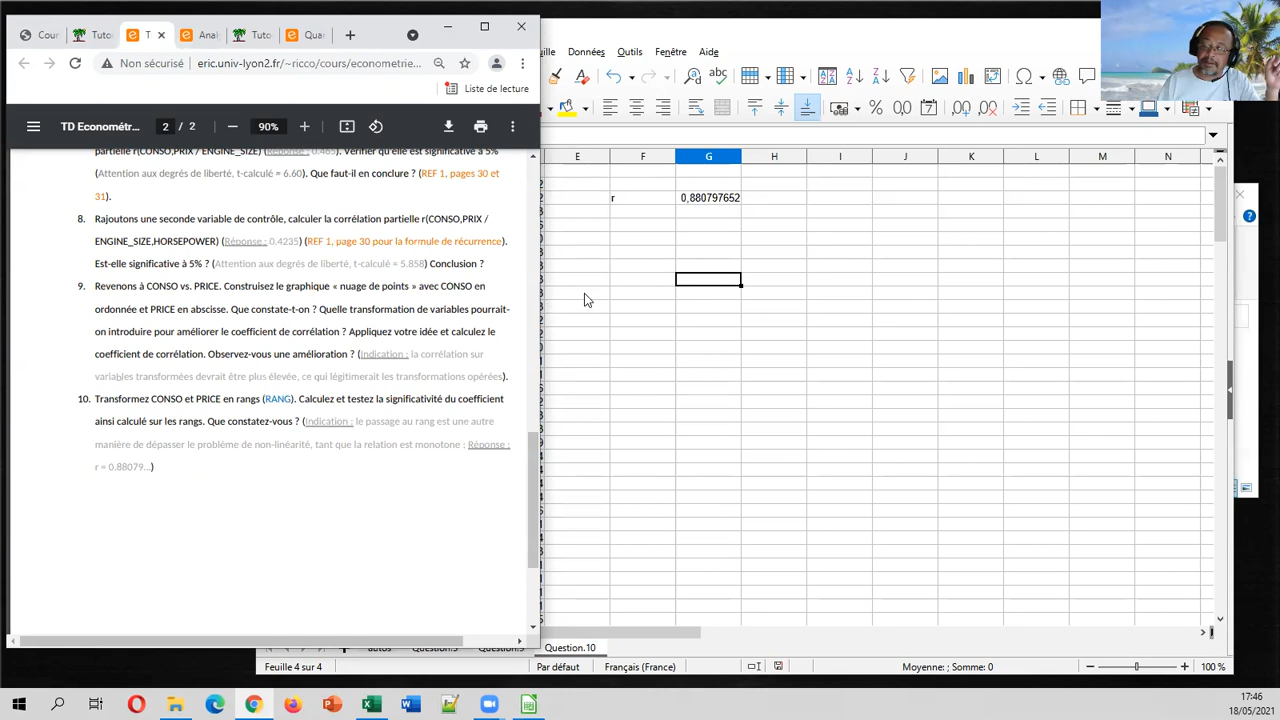 Cour
Tuto
T
Anal
Tuto
Qua
Non sécurisé
eric.univ-lyon2.fr/~ricco/cours/econometrie...
Liste de lecture
TD Econométr...
2 / 2
90%
partielle r(CONSO,PRIX / ENGINE_SIZE) (Réponse : 0.465). Vérifier qu'elle est significative à 5%
(Attention aux degrés de liberté, t-calculé = 6.60). Que faut-il en conclure ? (REF 1, pages 30 et
31).
8. Rajoutons une seconde variable de contrôle, calculer la corrélation partielle r(CONSO,PRIX /
ENGINE_SIZE,HORSEPOWER) (Réponse : 0.4235) (REF 1, page 30 pour la formule de récurrence).
Est-elle significative à 5% ? (Attention aux degrés de liberté, t-calculé = 5.858) Conclusion ?
9. Revenons à CONSO vs. PRICE. Construisez le graphique « nuage de points » avec CONSO en
ordonnée et PRICE en abscisse. Que constate-t-on ? Quelle transformation de variables pourrait-
on introduire pour améliorer le coefficient de corrélation ? Appliquez votre idée et calculez le
coefficient de corrélation. Observez-vous une amélioration ? (Indication : la corrélation sur
variables transformées devrait être plus élevée, ce qui légitimerait les transformations opérées).
10. Transformez CONSO et PRICE en rangs (RANG). Calculez et testez la significativité du coefficient
ainsi calculé sur les rangs. Que constatez-vous ? (Indication : le passage au rang est une autre
manière de dépasser le problème de non-linéarité, tant que la relation est monotone ; Réponse :
r = 0.88079...)
ille
Données
Outils
Fenêtre
Aide
E
F
G
H
I
J
K
L
M
N
r
0,880797652
autos
Question.10
Feuille 4 sur 4
Par défaut
Français (France)
Moyenne: ; Somme: 0
100 %
17:46
18/05/2021